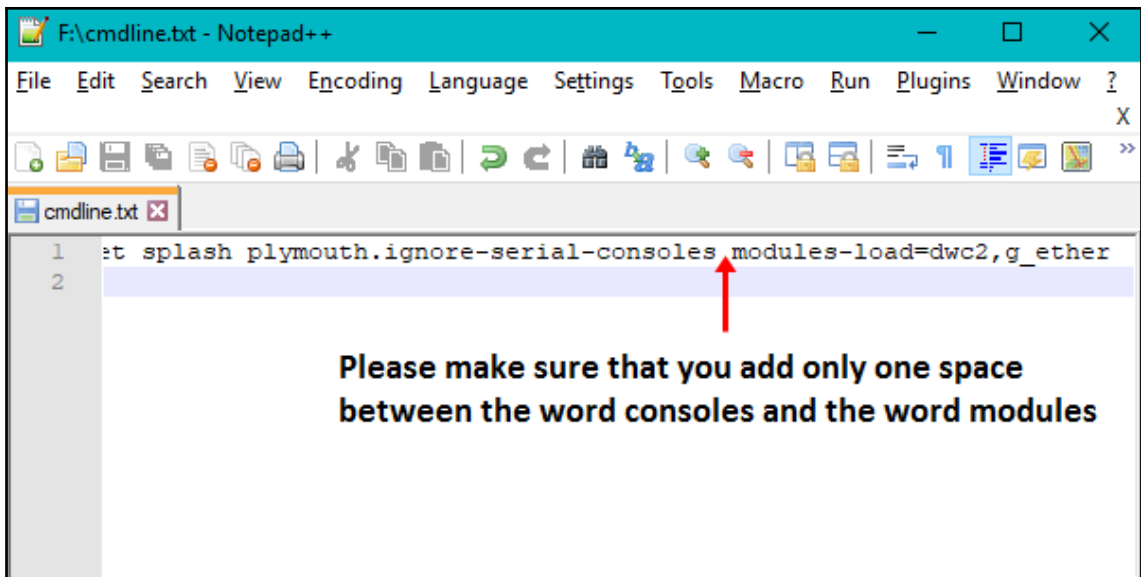 F:\cmdline.txt - Notepad++
File Edit Search View Encoding Language Settings Tools Macro Run Plugins Window ?
X
cmdline.txt
1 et splash plymouth.ignore-serial-consoles modules-load=dwc2,g_ether
2
Please make sure that you add only one space
between the word consoles and the word modules